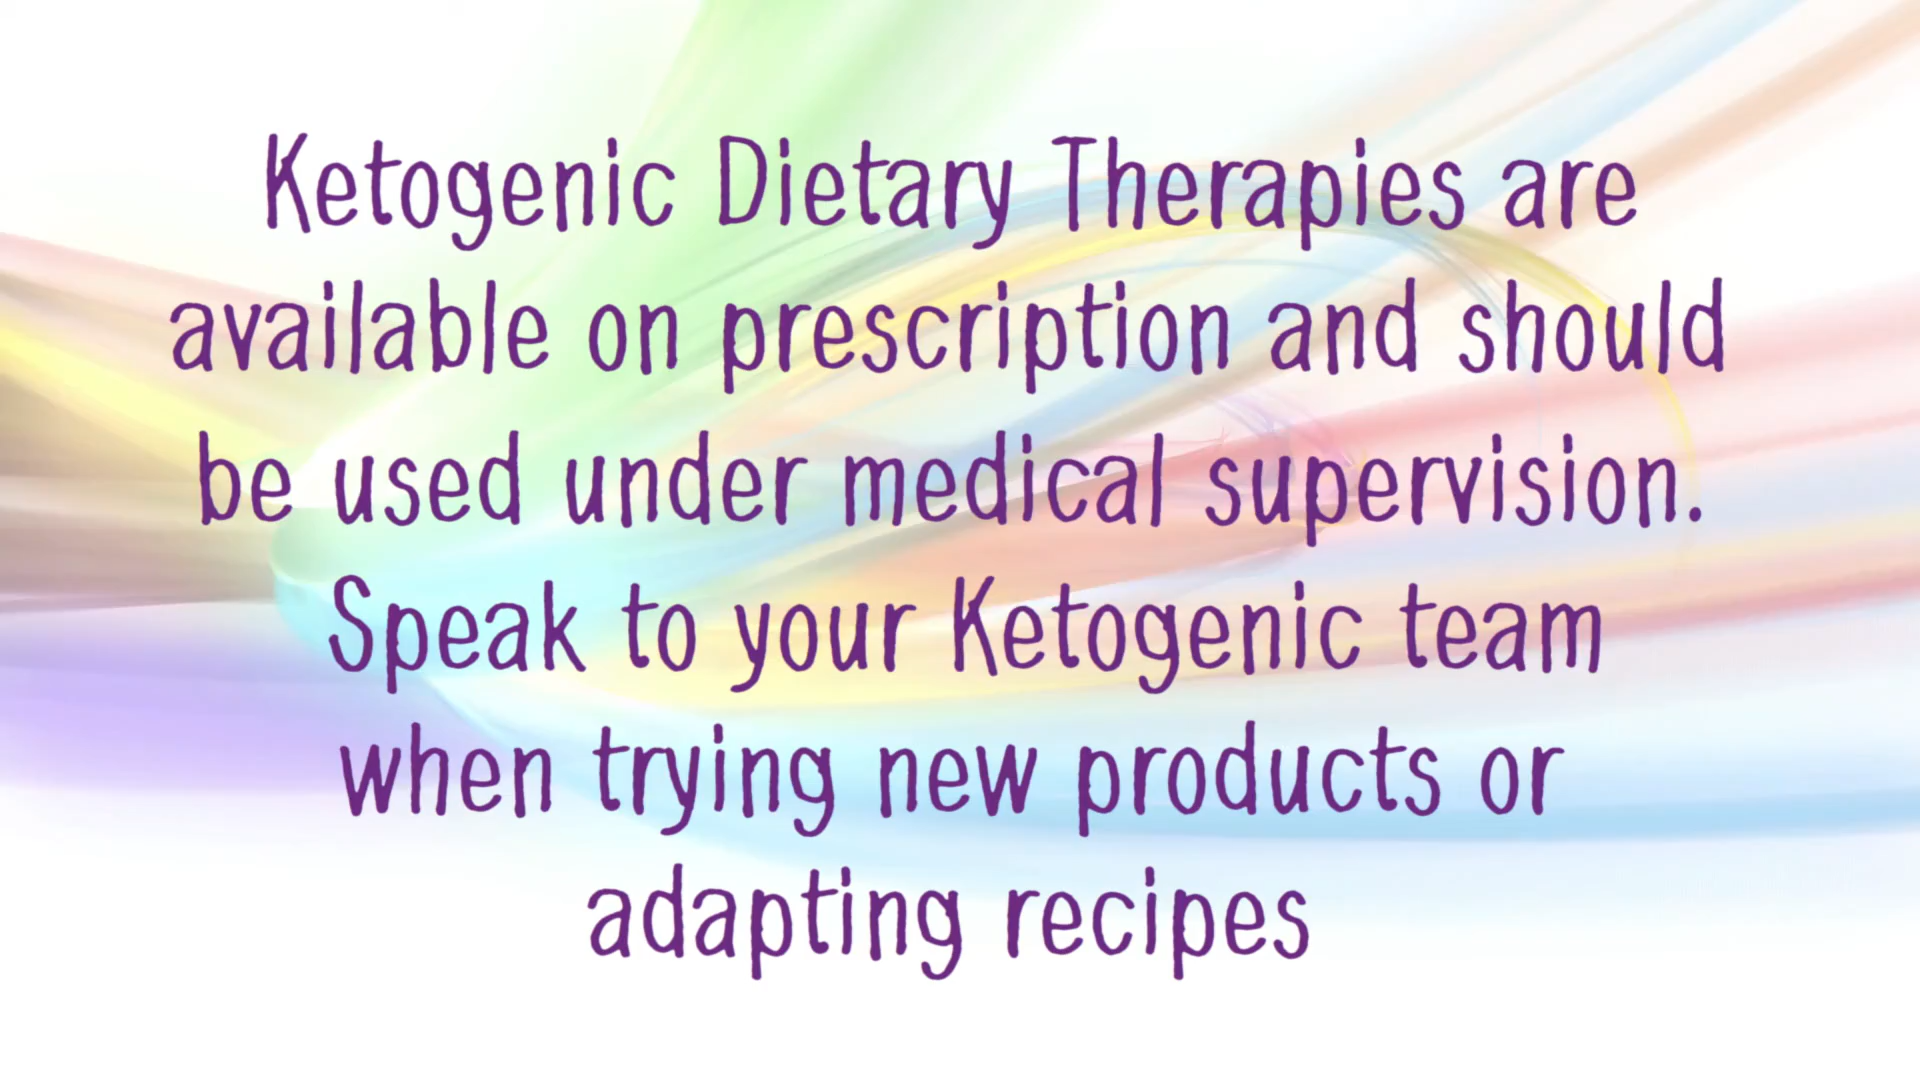 Ketogenic Dietary Therapies are
available on prescription and should
be used under medical supervision.
Speak to your Ketogenic team
when trying new products or
adapting recipes